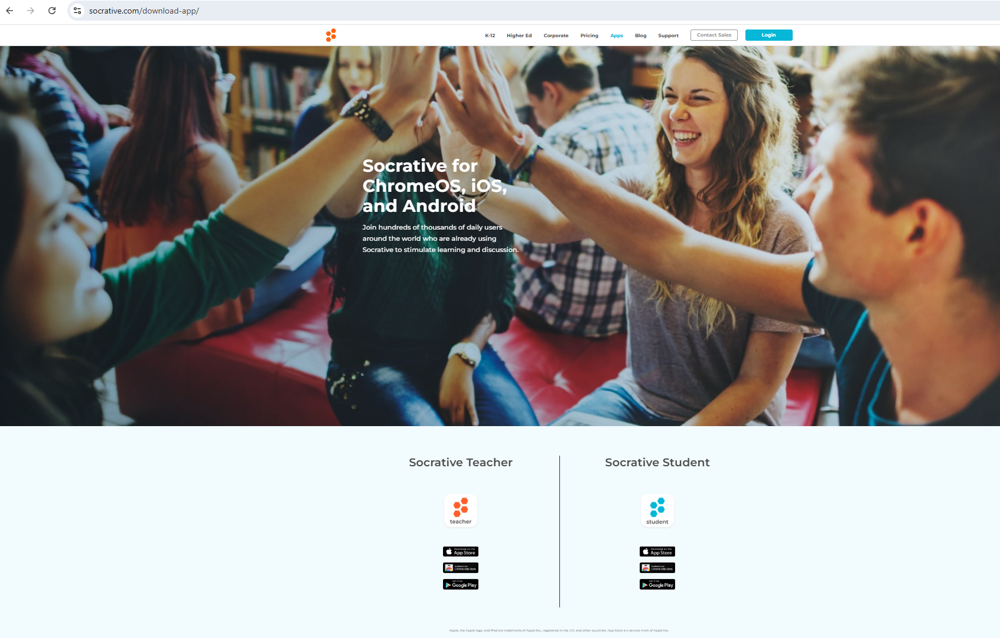 socrative.com/download-app/
K-12 Higher Ed Corporate Pricing Apps Blog Support Contact Sales Login
Socrative for
ChromeOS, iOS,
and Android
Join hundreds of thousands of daily users
around the world who are already using
Socrative to stimulate learning and discussion.
Socrative Teacher
teacher
Download on the
App Store
Available in the
Chrome Web Store
GET IT ON
Google Play
Socrative Student
student
Download on the
App Store
Available in the
Chrome Web Store
GET IT ON
Google Play
Apple, the Apple logo, and iPad are trademarks of Apple Inc., registered in the U.S. and other countries. App Store is a service mark of Apple Inc.